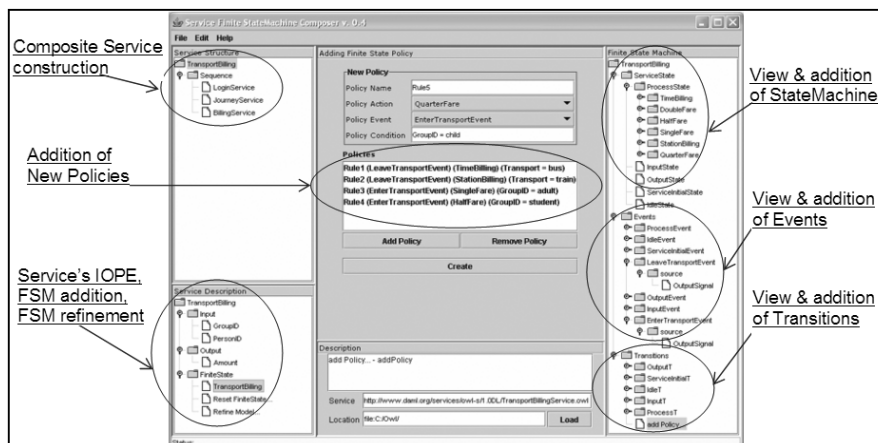 Service Finite StateMachine Composer v. 0.4
File Edit Help
Composite Service
construction
Addition of
New Policies
Service's IOPE,
FSM addition,
FSM refinement
Service Structure
TransportBilling
Sequence
LoginService
JourneyService
BillingService
Service Description
TransportBilling
Input
GroupID
PersonID
Output
Amount
FiniteState
TransportBilling
Reset FiniteState...
Refine Model...
Status:
Adding Finite State Policy
New Policy
Policy Name Rule5
Policy Action QuarterFare
Policy Event EnterTransportEvent
Policy Condition GroupID = child
Policies
Rule1 (LeaveTransportEvent) (TimeBilling) (Transport = bus)
Rule2 (LeaveTransportEvent) (StationBilling) (Transport = train)
Rule3 (EnterTransportEvent) (SingleFare) (GroupID = adult)
Rule4 (EnterTransportEvent) (HalfFare) (GroupID = student)
Add Policy Remove Policy
Create
Description
add Policy... - addPolicy
Service http://www.daml.org/services/owl-s/1.0DL/TransportBillingService.owl
Location file:C:/Owl/ Load
Finite State Machine
TransportBilling
ServiceState
ProcessState
TimeBilling
DoubleFare
HalfFare
SingleFare
StationBilling
QuarterFare
InputState
OutputState
ServiceInitialState
IdleState
Events
ProcessEvent
IdleEvent
ServiceInitialEvent
LeaveTransportEvent
source
OutputSignal
OutputEvent
InputEvent
EnterTransportEvent
source
OutputSignal
Transitions
OutputT
ServiceInitialT
IdleT
InputT
ProcessT
add Policy...
View & addition
of StateMachine
View & addition
of Events
View & addition
of Transitions